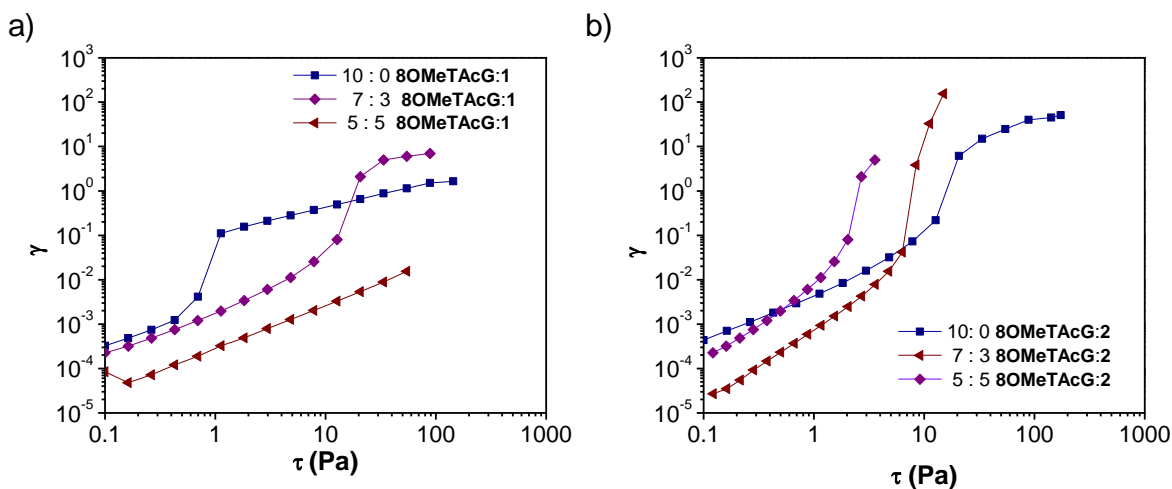 a)
10³
10²
10¹
10⁰
10⁻¹
10⁻²
10⁻³
10⁻⁴
10⁻⁵
γ
10 : 0 8OMeTAcG:1
7 : 3 8OMeTAcG:1
5 : 5 8OMeTAcG:1
0.1 1 10 100 1000
τ (Pa)
b)
10³
10²
10¹
10⁰
10⁻¹
10⁻²
10⁻³
10⁻⁴
10⁻⁵
γ
10: 0 8OMeTAcG:2
7 : 3 8OMeTAcG:2
5 : 5 8OMeTAcG:2
0.1 1 10 100 1000
τ (Pa)